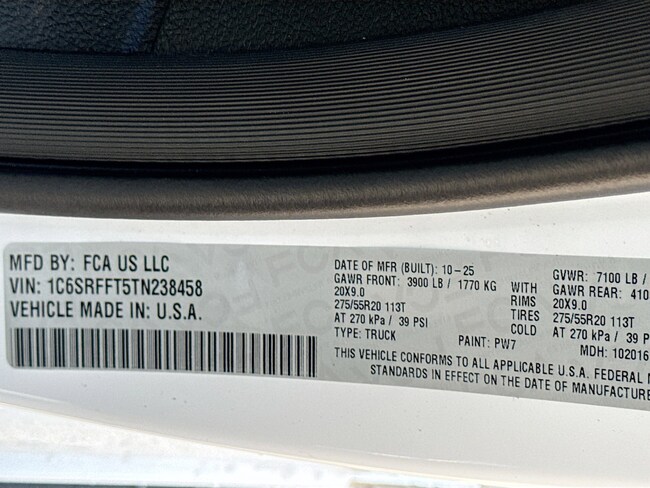 MFD BY: FCA US LLC
VIN: 1C6SRFFT5TN238458
VEHICLE MADE IN: U.S.A.
DATE OF MFR (BUILT): 10-25
GAWR FRONT: 3900 LB / 1770 KG WITH
20X9.0 RIMS
275/55R20 113T TIRES
AT 270 kPa / 39 PSI COLD
TYPE: TRUCK PAINT: PW7
GVWR: 7100 LB /
GAWR REAR: 410
20X9.0
275/55R20 113T
AT 270 kPa / 39 P
MDH: 102016
THIS VEHICLE CONFORMS TO ALL APPLICABLE U.S.A. FEDERAL
STANDARDS IN EFFECT ON THE DATE OF MANUFACTURE